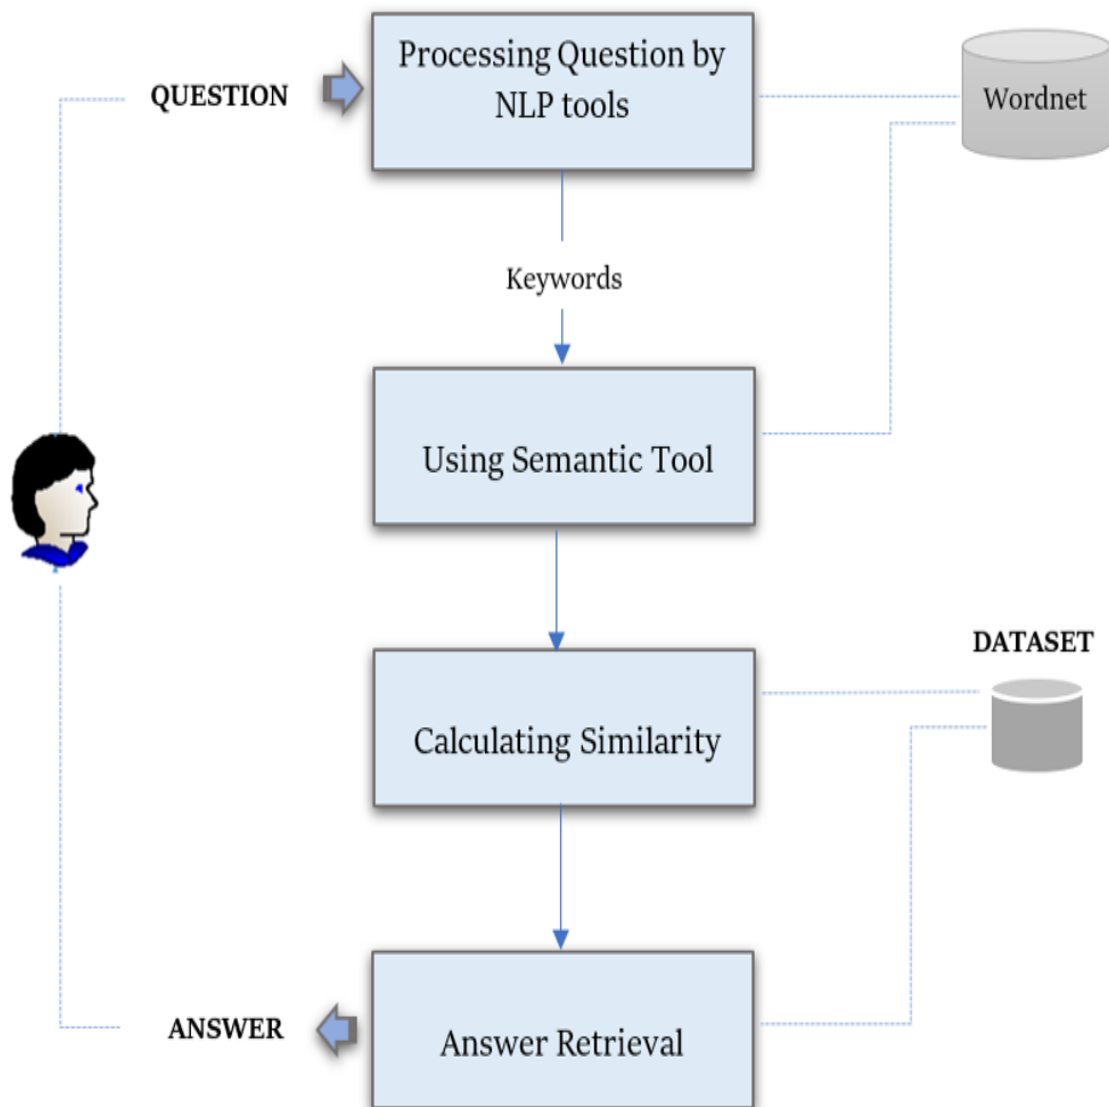 Processing Question by
NLP tools
QUESTION
Wordnet
Keywords
Using Semantic Tool
DATASET
Calculating Similarity
ANSWER
Answer Retrieval